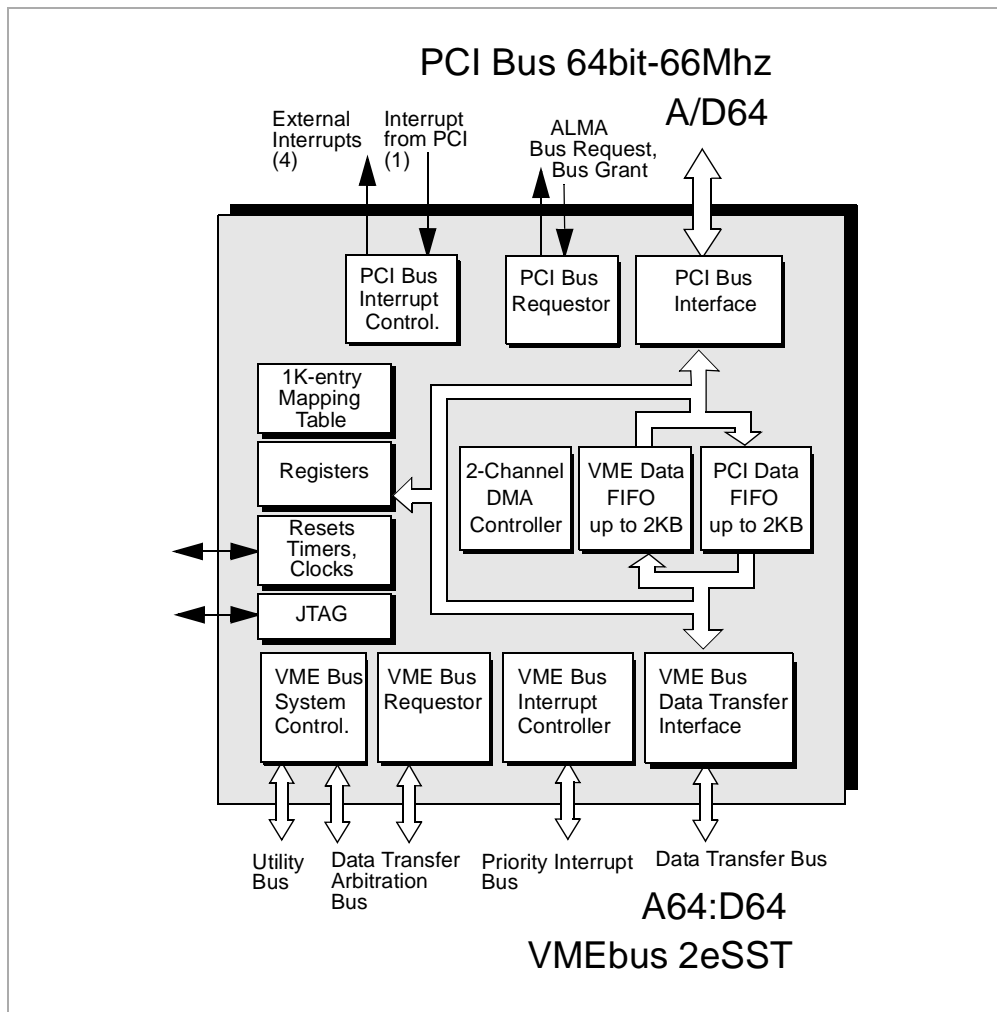 PCI Bus 64bit-66Mhz
A/D64
External
Interrupts
(4)
Interrupt
from PCI
(1)
ALMA
Bus Request,
Bus Grant
PCI Bus
Interrupt
Control.
PCI Bus
Requestor
PCI Bus
Interface
1K-entry
Mapping
Table
Registers
Resets
Timers,
Clocks
JTAG
2-Channel
DMA
Controller
VME Data
FIFO
up to 2KB
PCI Data
FIFO
up to 2KB
VME Bus
System
Control.
VME Bus
Requestor
VME Bus
Interrupt
Controller
VME Bus
Data Transfer
Interface
Utility
Bus
Data Transfer
Arbitration
Bus
Priority Interrupt
Bus
Data Transfer Bus
A64:D64
VMEbus 2eSST